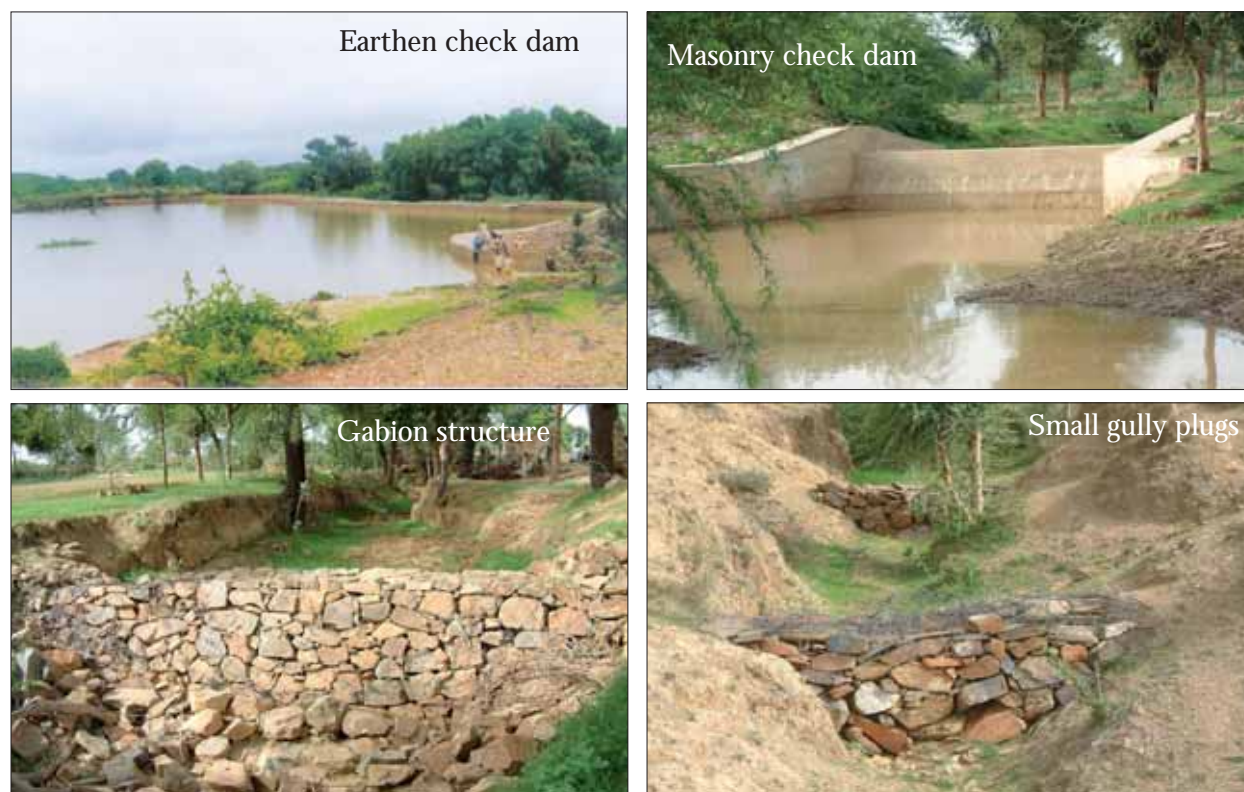 Earthen check dam
Masonry check dam
Gabion structure
Small gully plugs